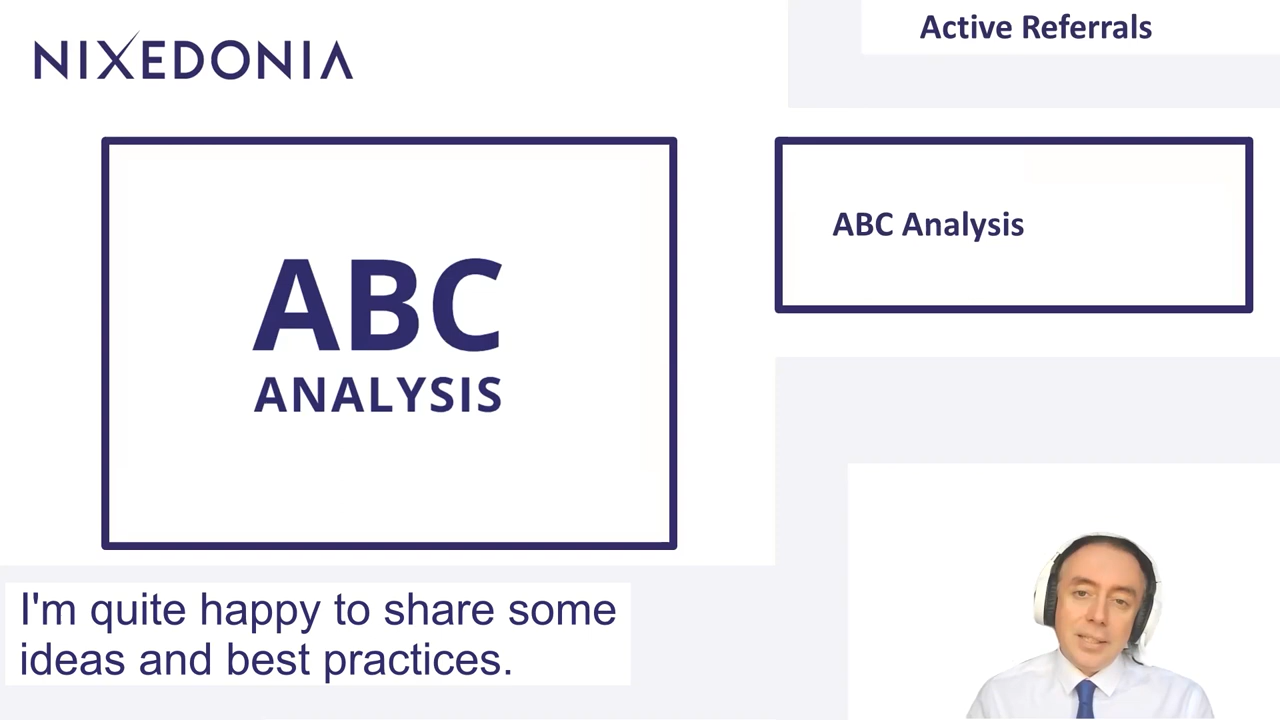 NIXEDONIA
Active Referrals
ABC
ANALYSIS
ABC Analysis
I'm quite happy to share some
ideas and best practices.